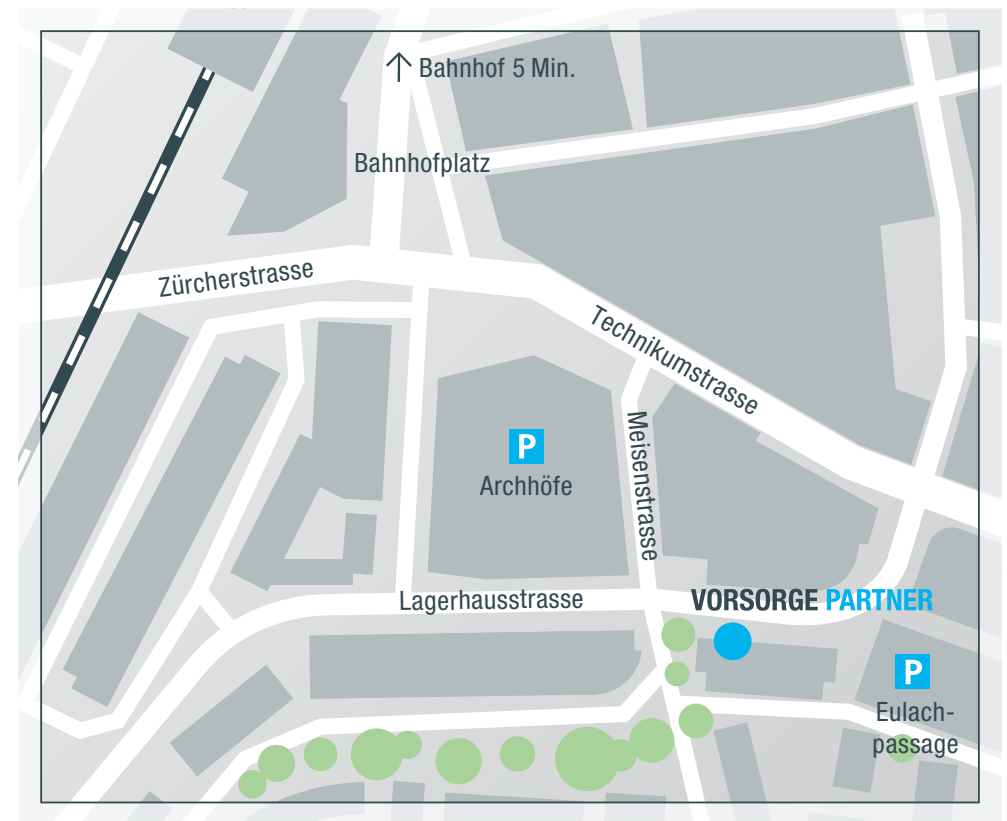 Bahnhof 5 Min.
Bahnhofplatz
Zürcherstrasse
Technikumstrasse
Meisenstrasse
P
Archhöfe
Lagerhausstrasse
VORSORGE PARTNER
P
Eulach-
passage